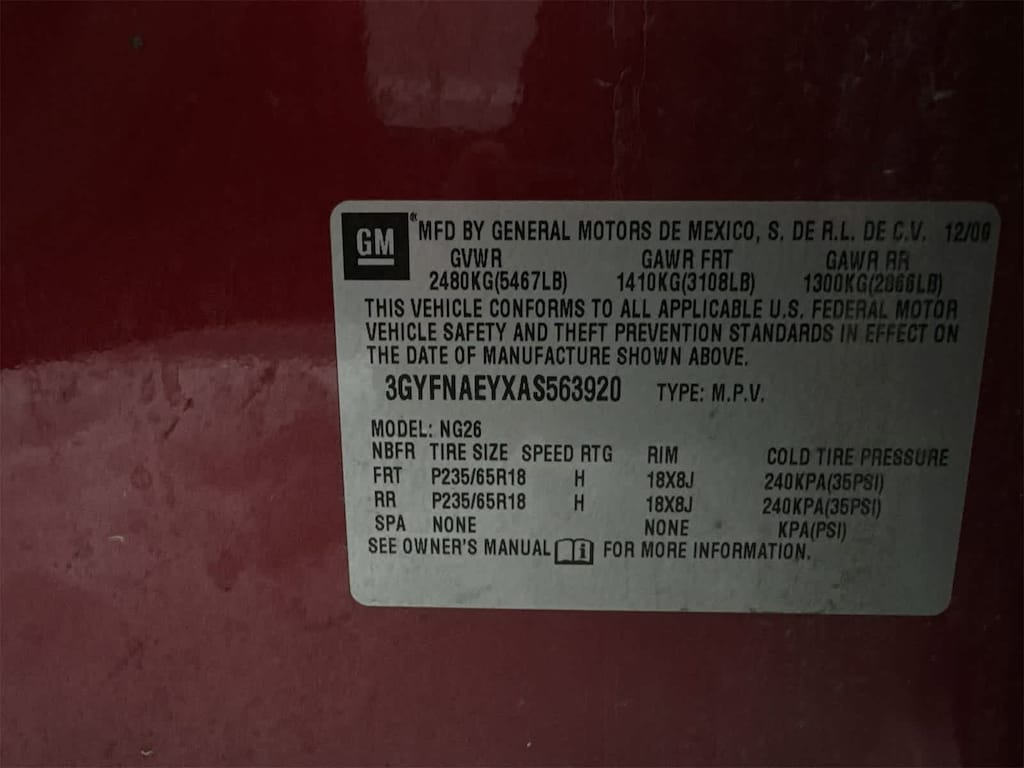 GM ® MFD BY GENERAL MOTORS DE MEXICO, S. DE R.L. DE C.V. 12/09
GVWR GAWR FRT GAWR RR
2480KG(5467LB) 1410KG(3108LB) 1300KG(2866LB)
THIS VEHICLE CONFORMS TO ALL APPLICABLE U.S. FEDERAL MOTOR
VEHICLE SAFETY AND THEFT PREVENTION STANDARDS IN EFFECT ON
THE DATE OF MANUFACTURE SHOWN ABOVE.
3GYFNAEYXAS563920 TYPE: M.P.V.
MODEL: NG26
NBFR TIRE SIZE SPEED RTG RIM COLD TIRE PRESSURE
FRT P235/65R18 H 18X8J 240KPA(35PSI)
RR P235/65R18 H 18X8J 240KPA(35PSI)
SPA NONE NONE KPA(PSI)
SEE OWNER'S MANUAL i FOR MORE INFORMATION.